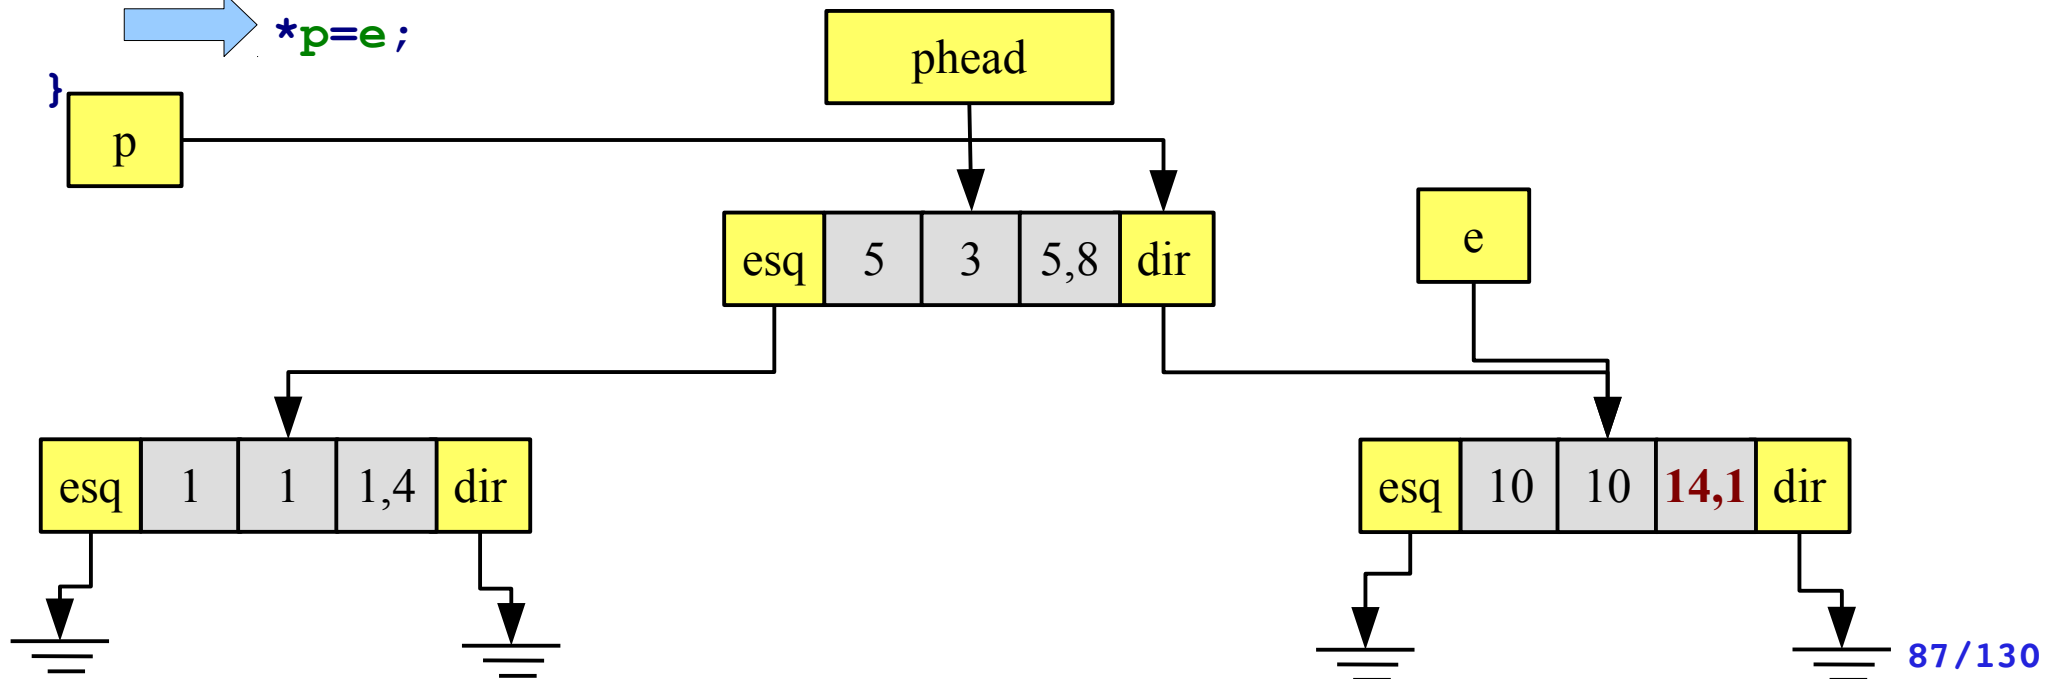 *p=e;
}
phead
p
esq 5 3 5,8 dir
e
esq 1 1 1,4 dir
esq 10 10 14,1 dir
87/130